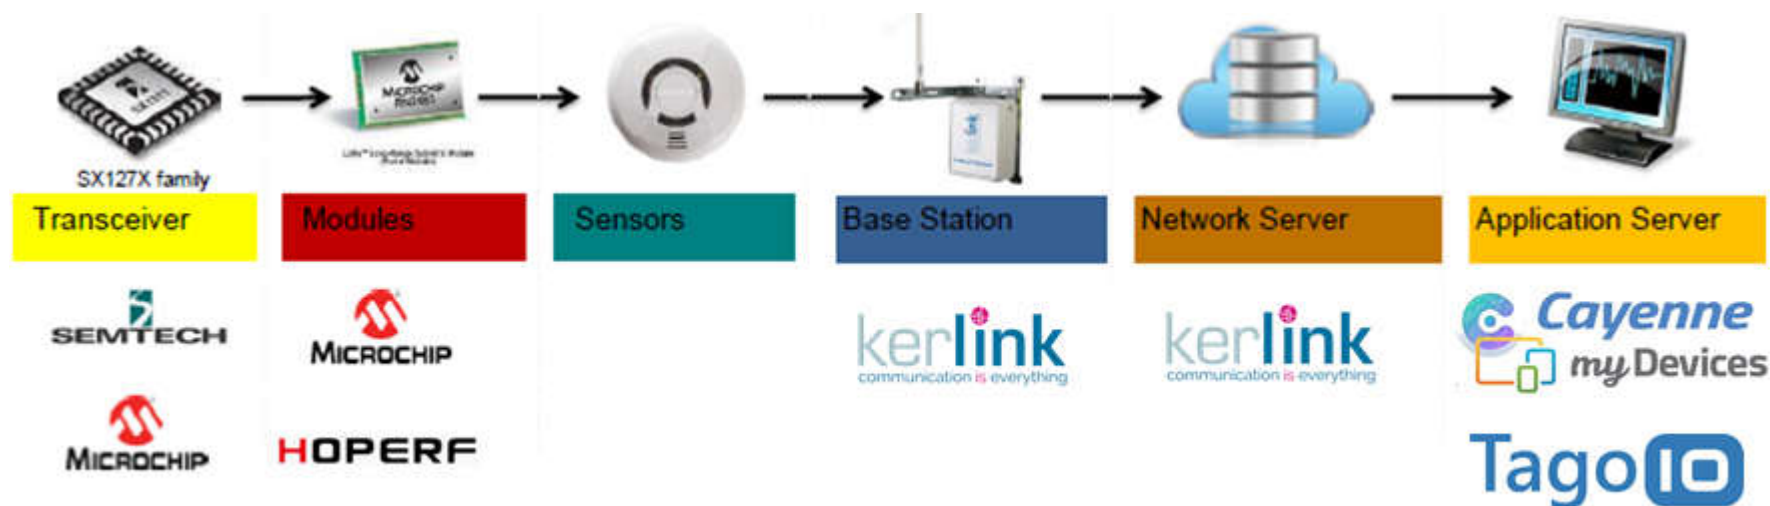 MICROCHIP
SX127X family
Transceiver
Modules
Sensors
Base Station
Network Server
Application Server
SEMTECH
MICROCHIP
MICROCHIP
HOPERF
kerlink
communication is everything
kerlink
communication is everything
Cayenne
myDevices
TagoIO